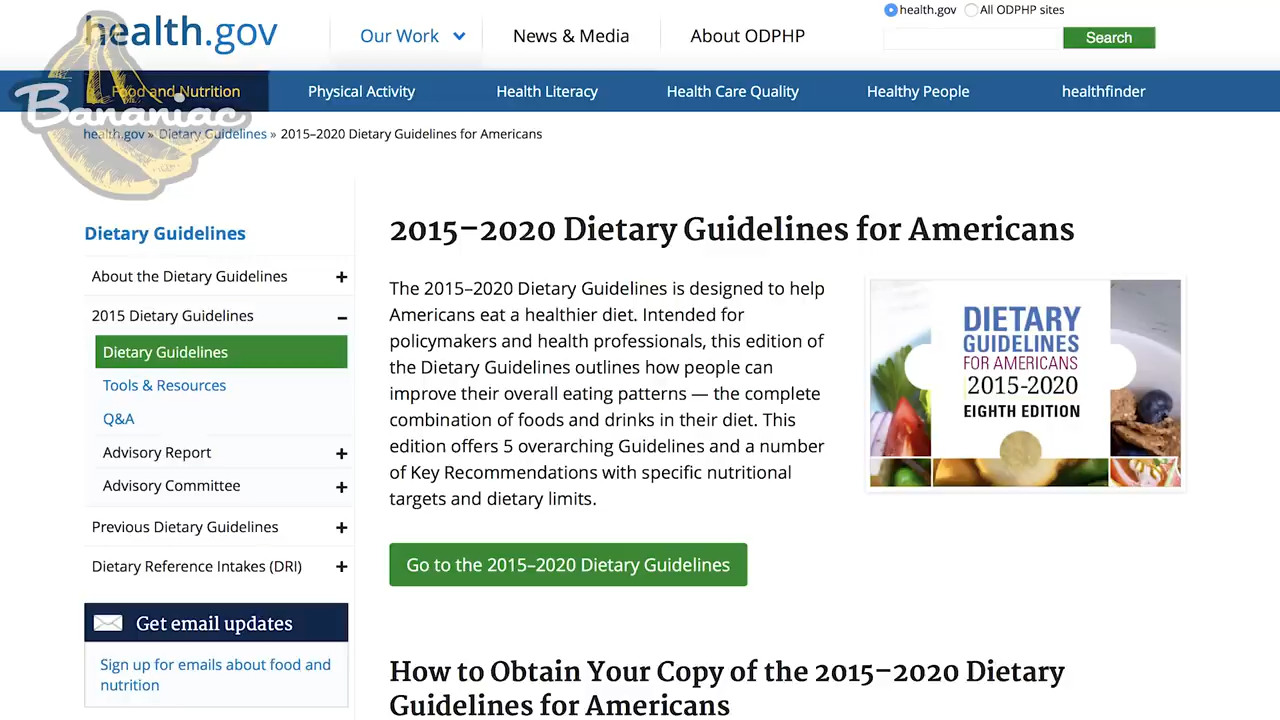 health.gov
Our Work
News & Media
About ODPHP
health.gov All ODPHP sites
Search
Food and Nutrition
Physical Activity
Health Literacy
Health Care Quality
Healthy People
healthfinder
Bananiac
health.gov » Dietary Guidelines » 2015–2020 Dietary Guidelines for Americans
Dietary Guidelines
About the Dietary Guidelines +
2015 Dietary Guidelines –
Dietary Guidelines
Tools & Resources
Q&A
Advisory Report +
Advisory Committee +
Previous Dietary Guidelines +
Dietary Reference Intakes (DRI) +
Get email updates
Sign up for emails about food and
nutrition
2015–2020 Dietary Guidelines for Americans
The 2015–2020 Dietary Guidelines is designed to help
Americans eat a healthier diet. Intended for
policymakers and health professionals, this edition of
the Dietary Guidelines outlines how people can
improve their overall eating patterns — the complete
combination of foods and drinks in their diet. This
edition offers 5 overarching Guidelines and a number
of Key Recommendations with specific nutritional
targets and dietary limits.
DIETARY
GUIDELINES
FOR AMERICANS
2015-2020
EIGHTH EDITION
Go to the 2015–2020 Dietary Guidelines
How to Obtain Your Copy of the 2015–2020 Dietary
Guidelines for Americans